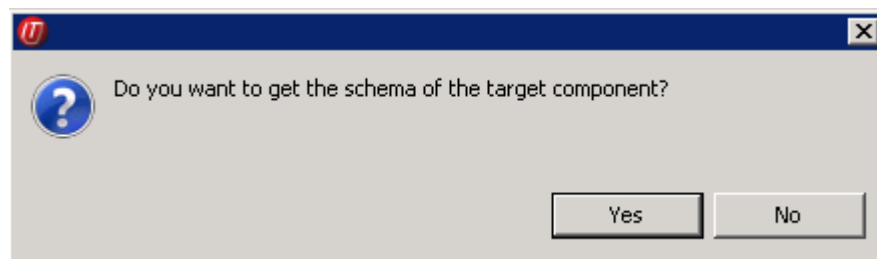 Do you want to get the schema of the target component?
Yes
No